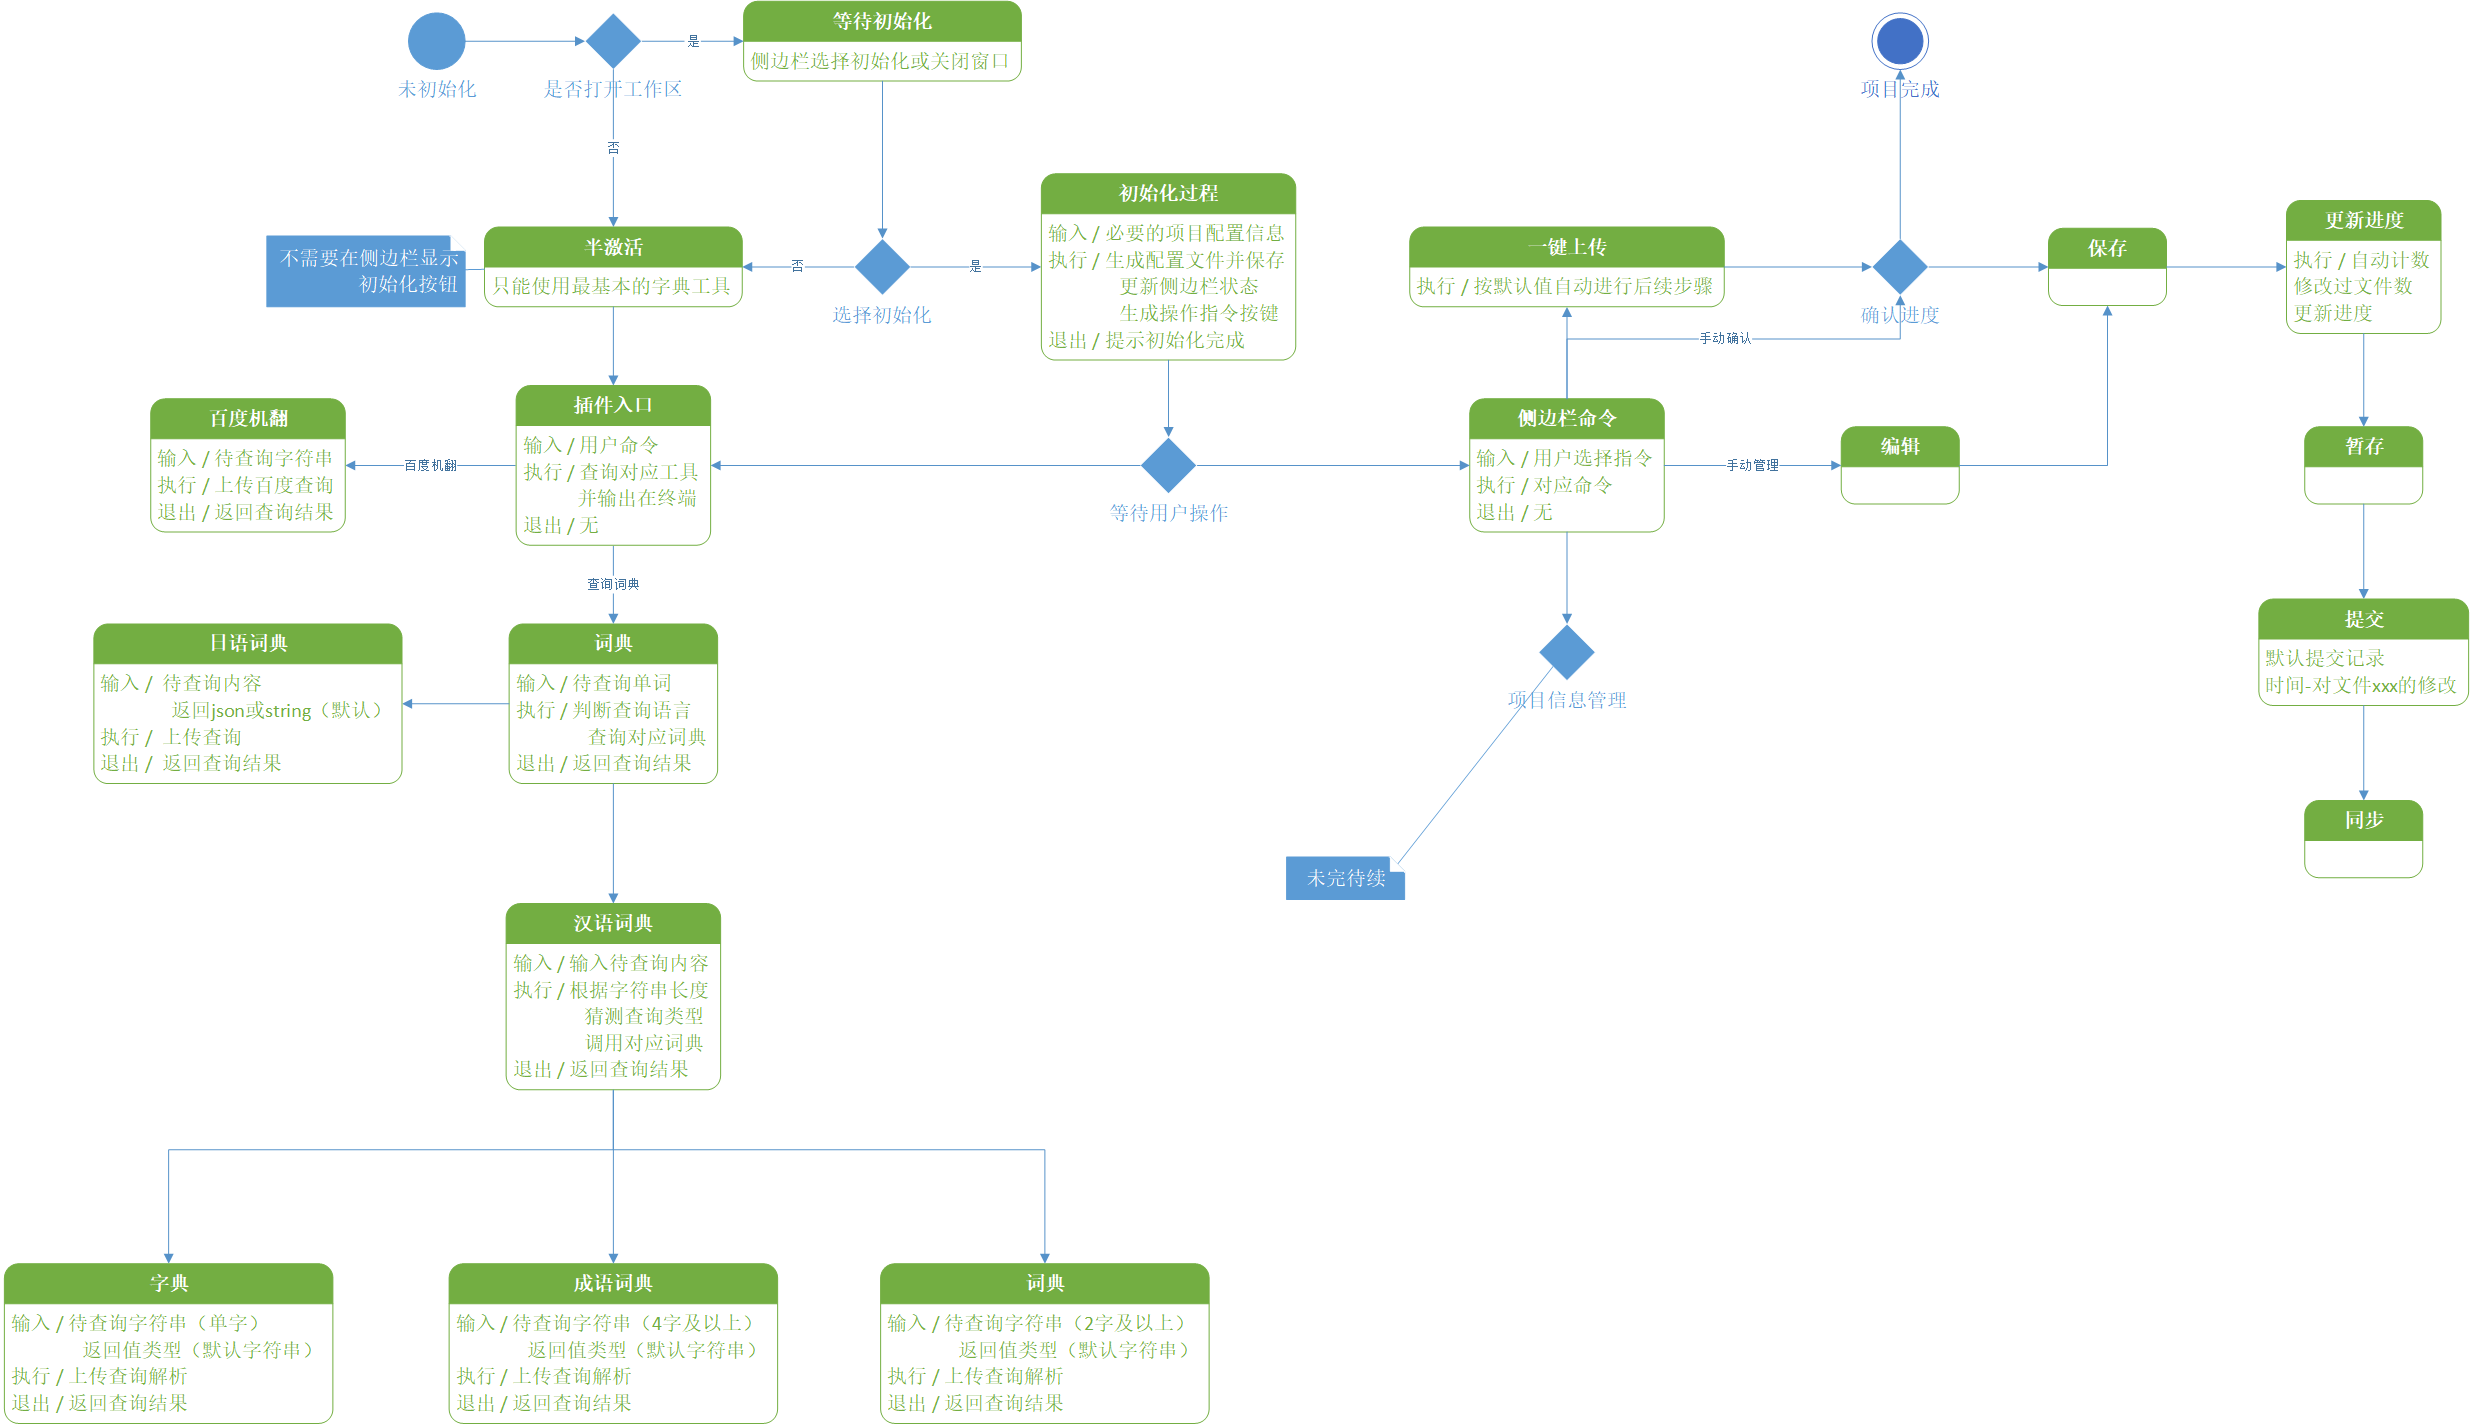 未初始化
是否打开工作区
是
等待初始化
侧边栏选择初始化或关闭窗口
否
不需要在侧边栏显示
初始化按钮
半激活
只能使用最基本的字典工具
否
选择初始化
是
初始化过程
输入 / 必要的项目配置信息
执行 / 生成配置文件并保存
更新侧边栏状态
生成操作指令按键
退出 / 提示初始化完成
百度机翻
输入 / 待查询字符串
执行 / 上传百度查询
退出 / 返回查询结果
百度机翻
插件入口
输入 / 用户命令
执行 / 查询对应工具
并输出在终端
退出 / 无
等待用户操作
查询词典
日语词典
输入 / 待查询内容
返回json或string（默认）
执行 / 上传查询
退出 / 返回查询结果
词典
输入 / 待查询单词
执行 / 判断查询语言
查询对应词典
退出 / 返回查询结果
汉语词典
输入 / 输入待查询内容
执行 / 根据字符串长度
猜测查询类型
调用对应词典
退出 / 返回查询结果
字典
输入 / 待查询字符串（单字）
返回值类型（默认字符串）
执行 / 上传查询解析
退出 / 返回查询结果
成语词典
输入 / 待查询字符串（4字及以上）
返回值类型（默认字符串）
执行 / 上传查询解析
退出 / 返回查询结果
词典
输入 / 待查询字符串（2字及以上）
返回值类型（默认字符串）
执行 / 上传查询解析
退出 / 返回查询结果
项目完成
一键上传
执行 / 按默认值自动进行后续步骤
确认进度
手动确认
侧边栏命令
输入 / 用户选择指令
执行 / 对应命令
退出 / 无
手动管理
编辑
项目信息管理
未完待续
保存
更新进度
执行 / 自动计数
修改过文件数
更新进度
暂存
提交
默认提交记录
时间-对文件xxx的修改
同步